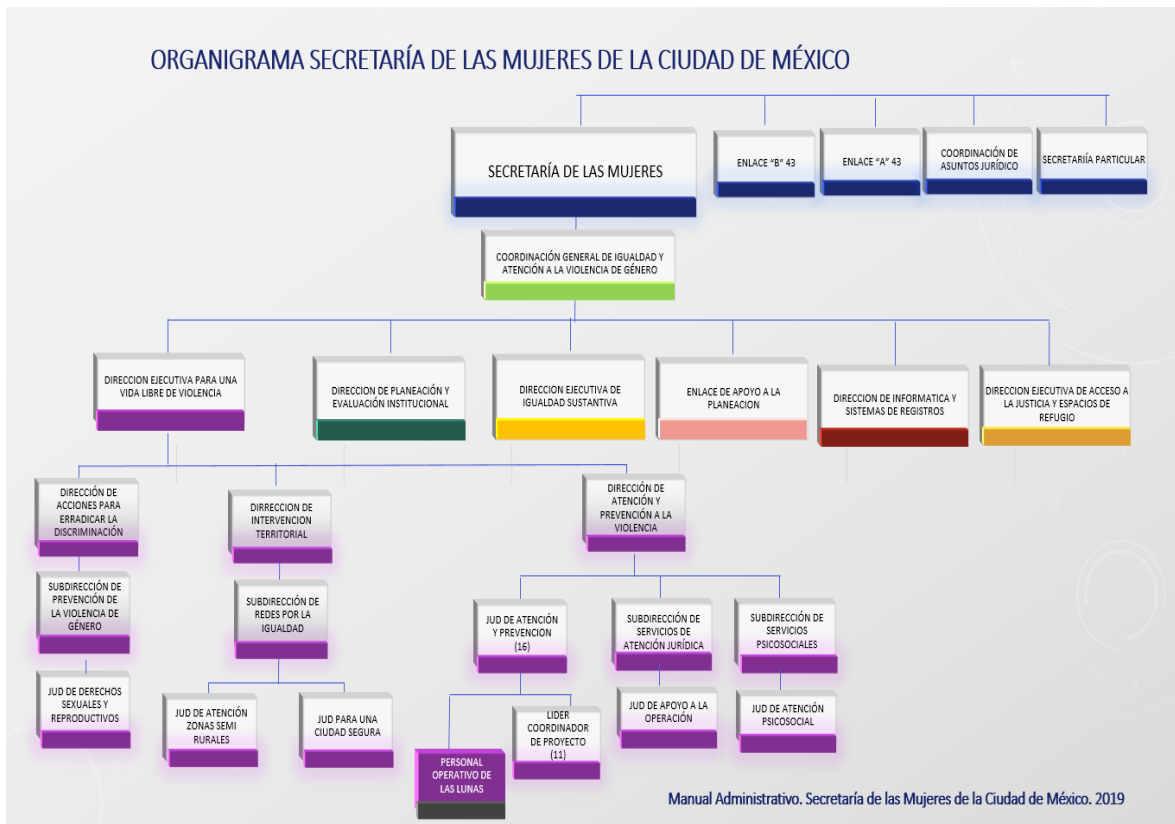 ORGANIGRAMA SECRETARÍA DE LAS MUJERES DE LA CIUDAD DE MÉXICO
SECRETARÍA DE LAS MUJERES
ENLACE “B” 43
ENLACE “A” 43
COORDINACIÓN DE
ASUNTOS JURÍDICO
SECRETARIÍA PARTICULAR
COORDINACIÓN GENERAL DE IGUALDAD Y
ATENCIÓN A LA VIOLENCIA DE GÉNERO
DIRECCION EJECUTIVA PARA UNA
VIDA LIBRE DE VIOLENCIA
DIRECCION DE PLANEACIÓN Y
EVALUACIÓN INSTITUCIONAL
DIRECCION EJECUTIVA DE
IGUALDAD SUSTANTIVA
ENLACE DE APOYO A LA
PLANEACION
DIRECCION DE INFORMATICA Y
SISTEMAS DE REGISTROS
DIRECCION EJECUTIVA DE ACCESO A
LA JUSTICIA Y ESPACIOS DE
REFUGIO
DIRECCIÓN DE
ACCIONES PARA
ERRADICAR LA
DISCRIMINACIÓN
DIRRECCION DE
INTERVENCION
TERRITORIAL
DIRECCIÓN DE
ATENCIÓN Y
PREVENCIÓN A LA
VIOLENCIA
SUBDIRECCIÓN DE
PREVENCIÓN DE
LA VIOLENCIA DE
GÉNERO
SUBDIRECCIÓN DE
REDES POR LA
IGUALDAD
JUD DE ATENCIÓN
Y PREVENCION
(16)
SUBDIRECCIÓN DE
SERVICIOS DE
ATENCIÓN JURÍDICA
SUBDIRECCIÓN DE
SERVICIOS
PSICOSOCIALES
JUD DE DERECHOS
SEXUALES Y
REPRODUCTIVOS
JUD DE ATENCIÓN
ZONAS SEMI
RURALES
JUD PARA UNA
CIUDAD SEGURA
PERSONAL
OPERATIVO DE
LAS LUNAS
LIDER
COORDINADOR
DE PROYECTO
(11)
JUD DE APOYO A LA
OPERACIÓN
JUD DE ATENCIÓN
PSICOSOCIAL
Manual Administrativo. Secretaría de las Mujeres de la Ciudad de México. 2019